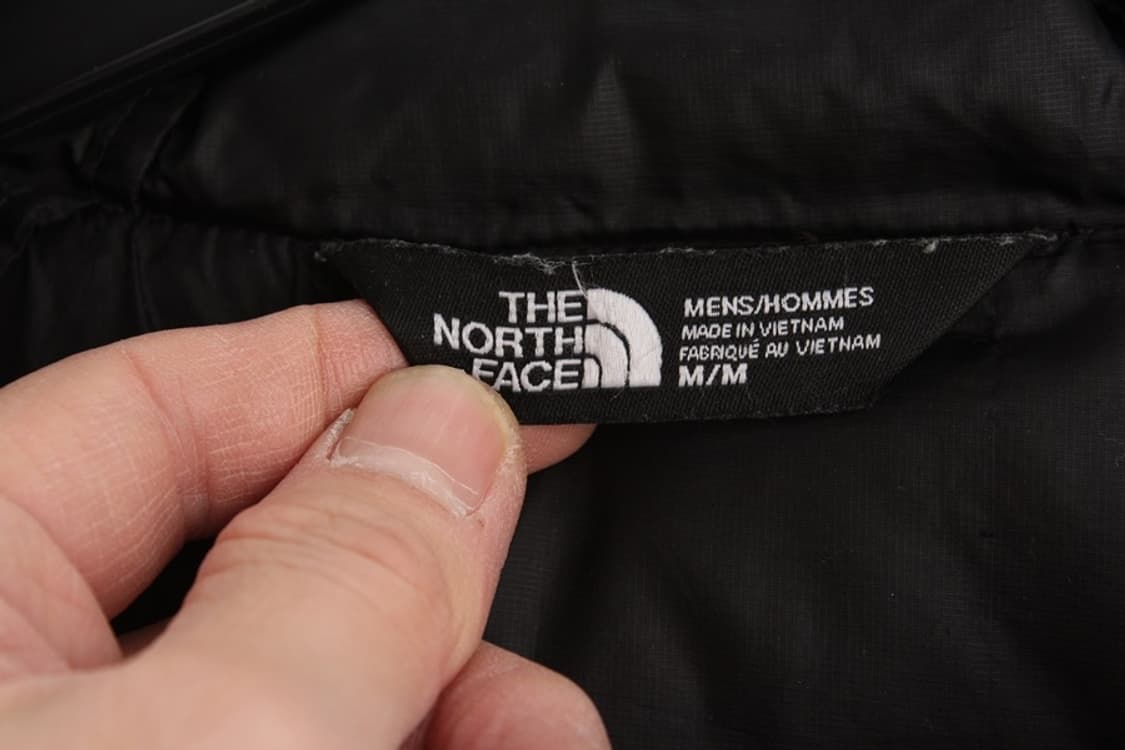 THE
NORTH
FACE
MENS/HOMMES
MADE IN VIETNAM
FABRIQUÉ AU VIETNAM
M/M